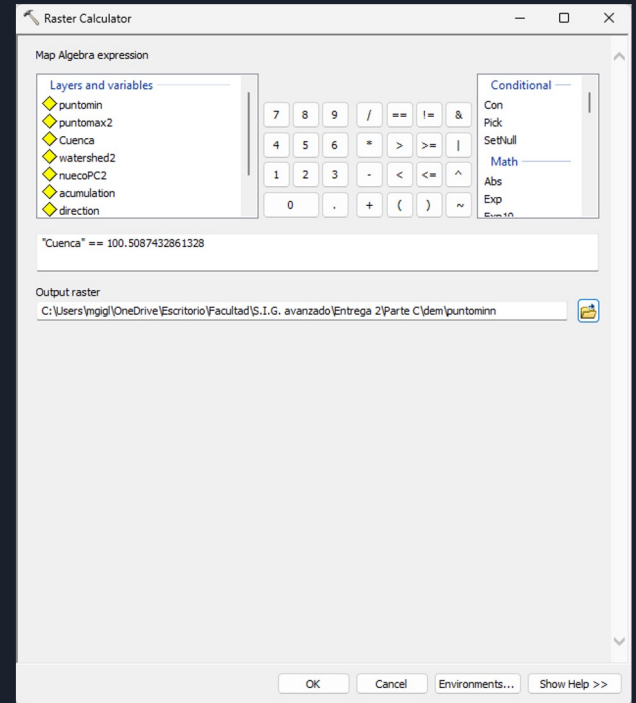 Raster Calculator
Map Algebra expression
Layers and variables
puntomin
puntomax2
Cuenca
watershed2
nuecoPC2
acumulation
direction
7 8 9 / == != &
4 5 6 * > >= |
1 2 3 - < <= ^
0 . + ( ) ~
Conditional
Con
Pick
SetNull
Math
Abs
Exp
Exp10
"Cuenca" == 100.5087432861328
Output raster
C:\Users\mgigl\OneDrive\Escritorio\Facultad\S.I.G. avanzado\Entrega 2\Parte C\dem\puntominn
OK Cancel Environments... Show Help >>